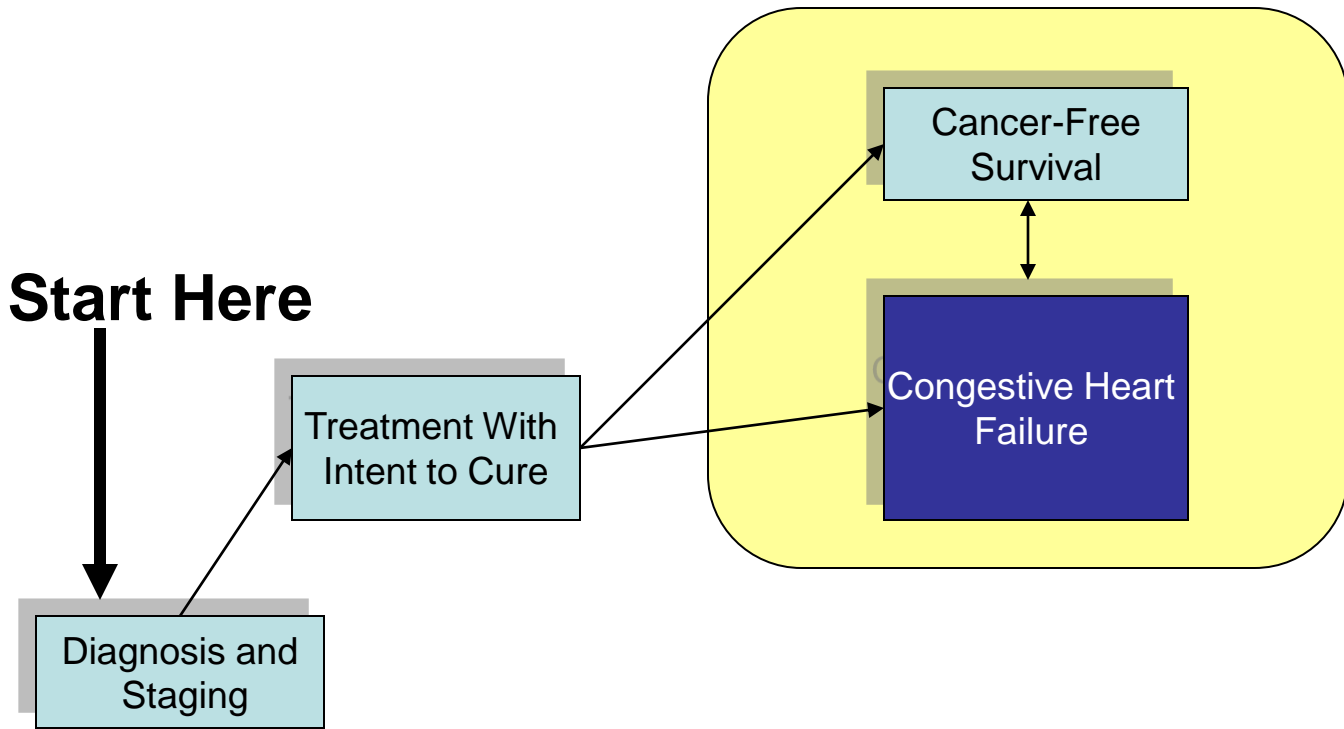 Cancer-Free
Survival
Start Here
Congestive Heart
Failure
Treatment With
Intent to Cure
Diagnosis and
Staging